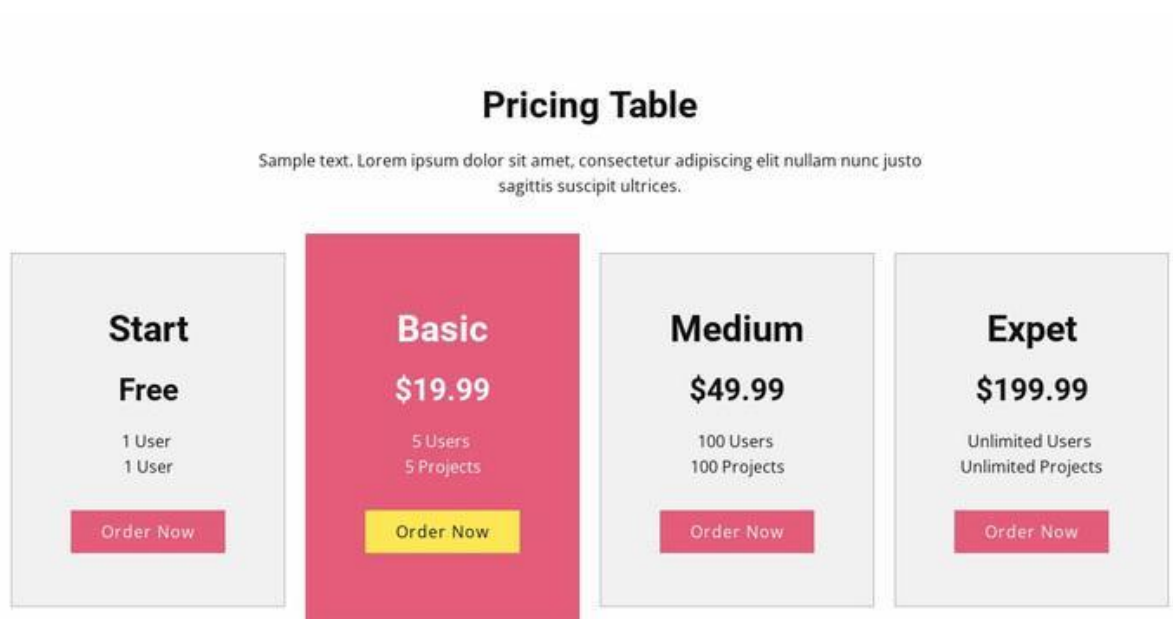 Pricing Table
Sample text. Lorem ipsum dolor sit amet, consectetur adipiscing elit nullam nunc justo
sagittis suscipit ultrices.
Start
Free
1 User
1 User
Order Now
Basic
$19.99
5 Users
5 Projects
Order Now
Medium
$49.99
100 Users
100 Projects
Order Now
Expet
$199.99
Unlimited Users
Unlimited Projects
Order Now